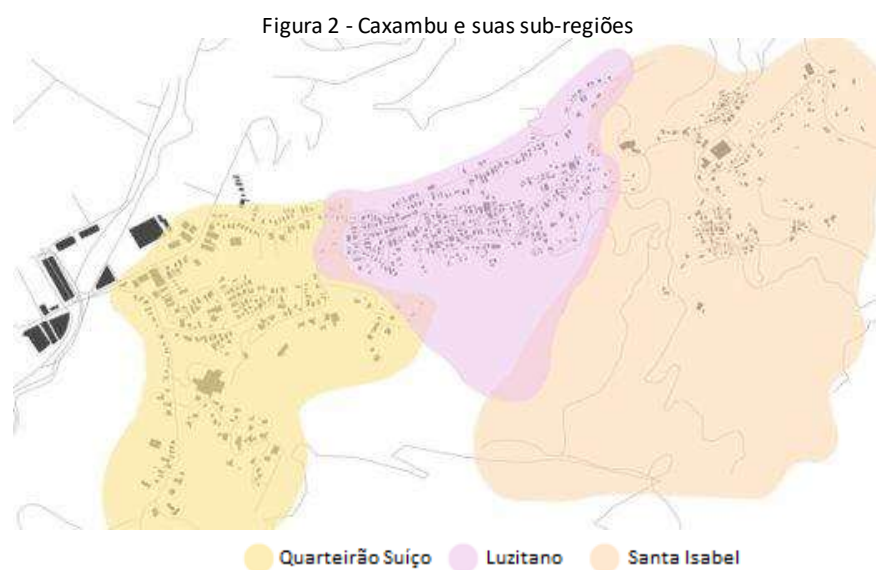 Figura 2 - Caxambu e suas sub-regiões
Quarteirão Suíço Luzitano Santa Isabel